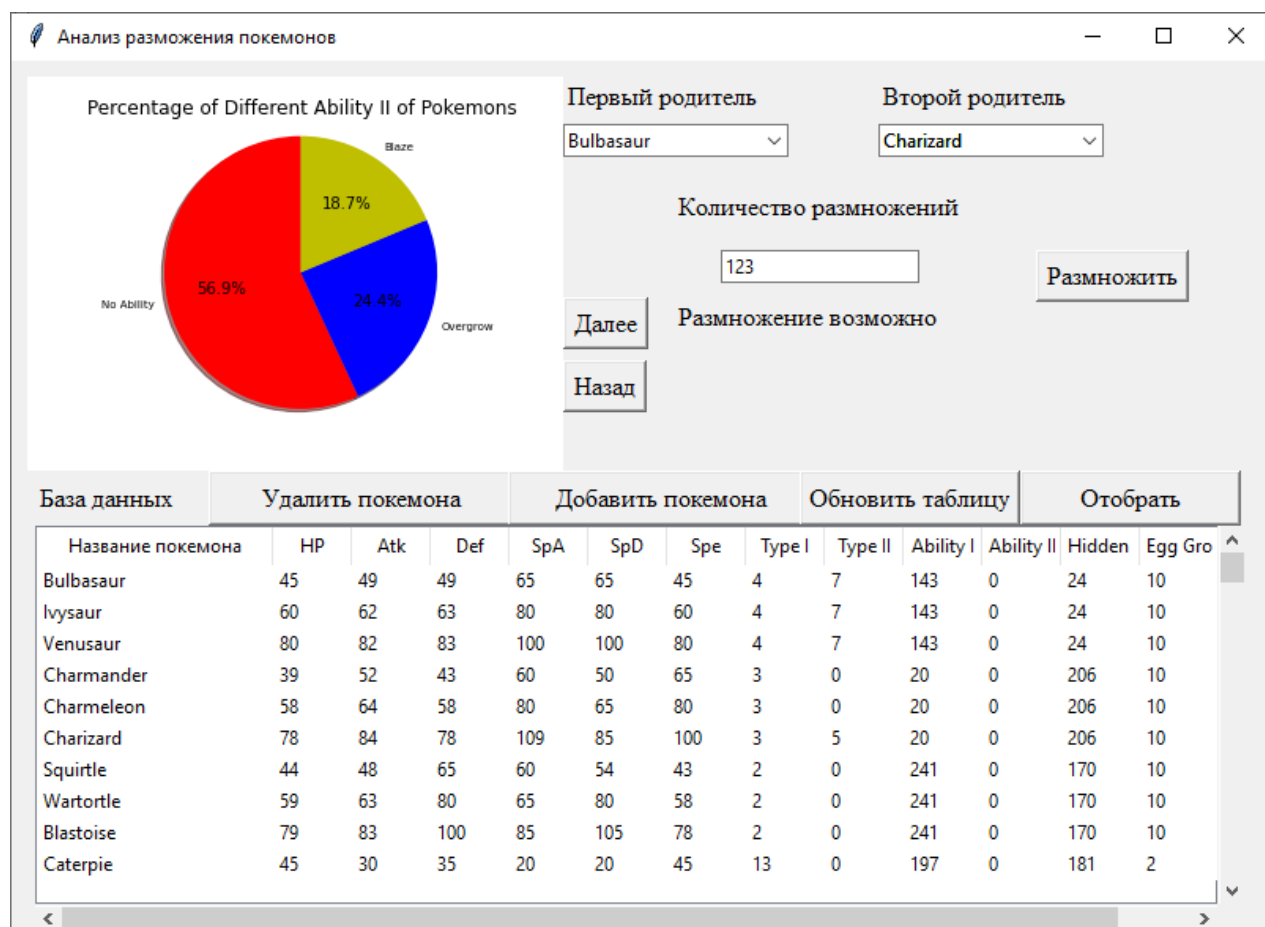 Анализ разможения покемонов
Percentage of Different Ability II of Pokemons
Blaze
18.7%
56.9%
24.4%
No Ability
Overgrow
Первый родитель
Второй родитель
Bulbasaur
Charizard
Количество размножений
123
Размножить
Далее
Размножение возможно
Назад
База данных Удалить покемона Добавить покемона Обновить таблицу Отобрать
Название покемона HP Atk Def SpA SpD Spe Type I Type II Ability I Ability II Hidden Egg Gro
Bulbasaur 45 49 49 65 65 45 4 7 143 0 24 10
Ivysaur 60 62 63 80 80 60 4 7 143 0 24 10
Venusaur 80 82 83 100 100 80 4 7 143 0 24 10
Charmander 39 52 43 60 50 65 3 0 20 0 206 10
Charmeleon 58 64 58 80 65 80 3 0 20 0 206 10
Charizard 78 84 78 109 85 100 3 5 20 0 206 10
Squirtle 44 48 65 60 54 43 2 0 241 0 170 10
Wartortle 59 63 80 65 80 58 2 0 241 0 170 10
Blastoise 79 83 100 85 105 78 2 0 241 0 170 10
Caterpie 45 30 35 20 20 45 13 0 197 0 181 2